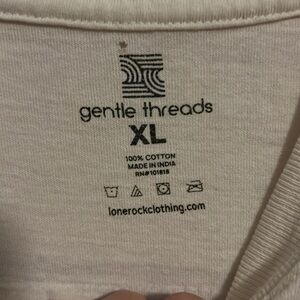 gentle threads
XL
100% COTTON
MADE IN INDIA
RN#101818
lonerockclothing.com